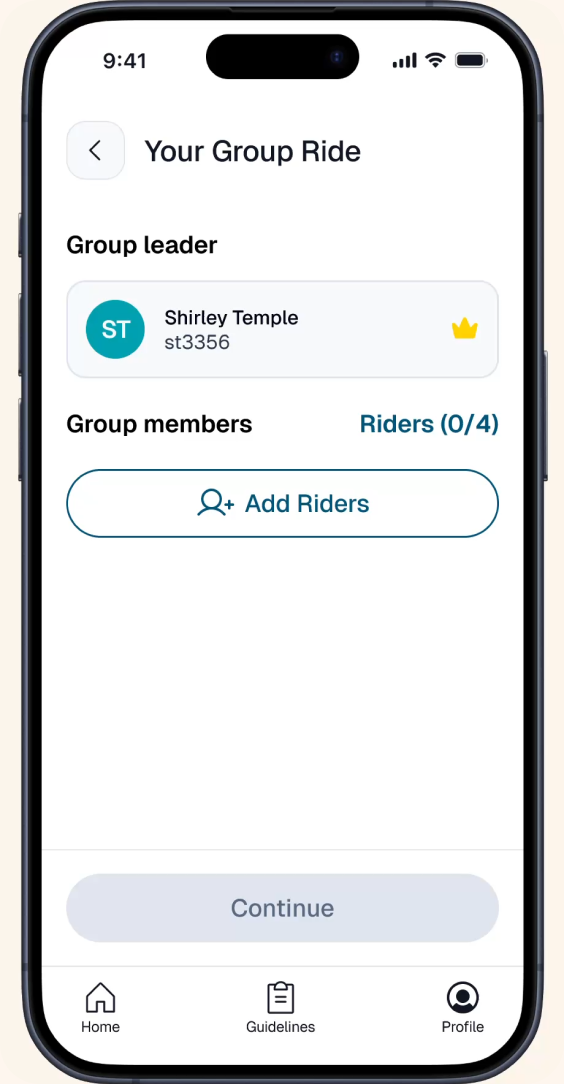 9:41
Your Group Ride
Group leader
ST
Shirley Temple
st3356
Group members
Riders (0/4)
Add Riders
Continue
Home
Guidelines
Profile